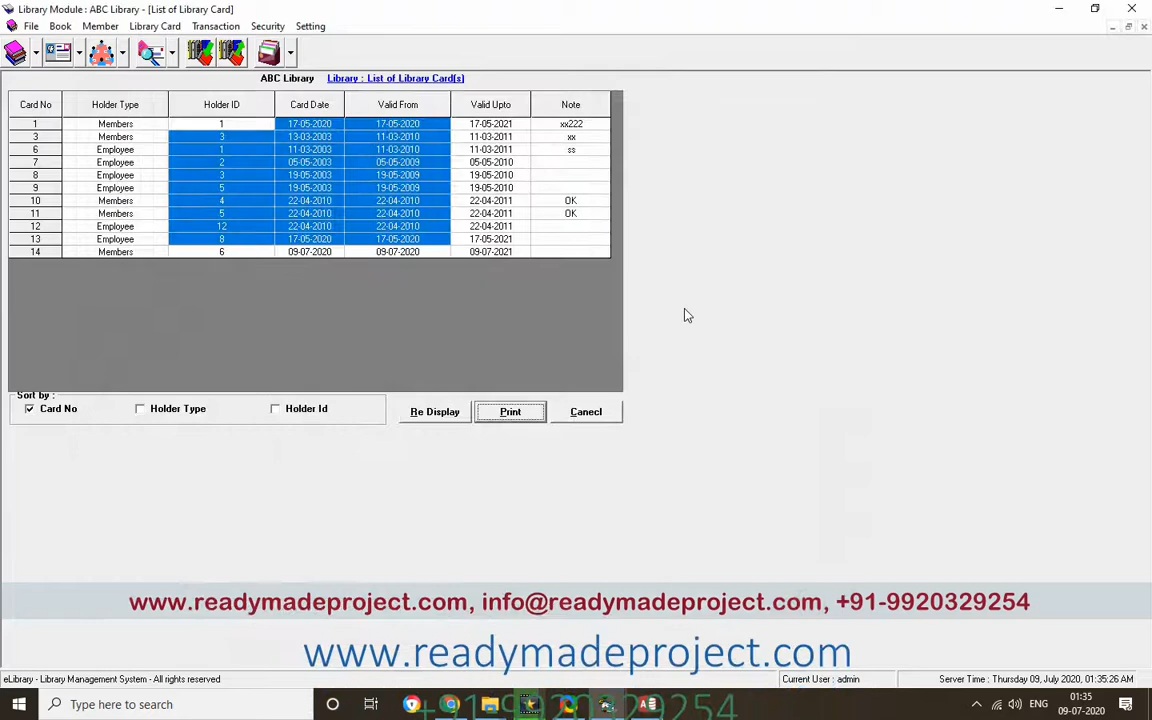 Library Module : ABC Library - [List of Library Card]
File Book Member Library Card Transaction Security Setting
ABC Library Library : List of Library Card(s)
Card No Holder Type Holder ID Card Date Valid From Valid Upto Note
1 Members 1 17-05-2020 17-05-2020 17-05-2021 xx222
3 Members 3 13-03-2003 11-03-2010 11-03-2011 xx
6 Employee 1 11-03-2003 11-03-2010 11-03-2011 ss
7 Employee 2 05-05-2003 05-05-2009 05-05-2010
8 Employee 3 19-05-2003 19-05-2009 19-05-2010
9 Employee 5 19-05-2003 19-05-2009 19-05-2010
10 Members 4 22-04-2010 22-04-2010 22-04-2011 OK
11 Members 5 22-04-2010 22-04-2010 22-04-2011 OK
12 Employee 12 22-04-2010 22-04-2010 22-04-2011
13 Employee 8 17-05-2020 17-05-2020 17-05-2021
14 Members 6 09-07-2020 09-07-2020 09-07-2021
Sort by :
Card No Holder Type Holder Id Re Display Print Canecl
www.readymadeproject.com, info@readymadeproject.com, +91-9920329254
www.readymadeproject.com
eLibrary - Library Management System - All rights reserved Current User : admin Server Time : Thursday 09, July 2020, 01:35:26 AM
Type here to search ENG 01:35
09-07-2020
+91-9920329254